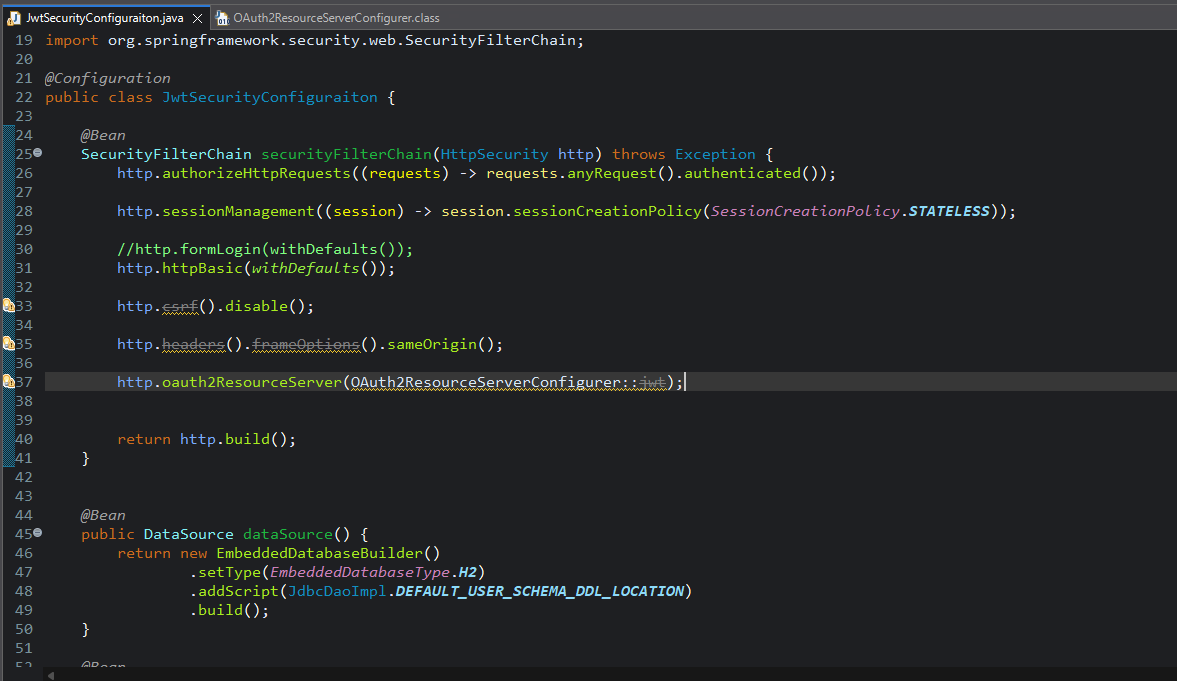 JwtSecurityConfiguraiton.java OAuth2ResourceServerConfigurer.class
19 import org.springframework.security.web.SecurityFilterChain;
20
21 @Configuration
22 public class JwtSecurityConfiguraiton {
23
24 @Bean
25 SecurityFilterChain securityFilterChain(HttpSecurity http) throws Exception {
26 http.authorizeHttpRequests((requests) -> requests.anyRequest().authenticated());
27
28 http.sessionManagement((session) -> session.sessionCreationPolicy(SessionCreationPolicy.STATELESS));
29
30 //http.formLogin(withDefaults());
31 http.httpBasic(withDefaults());
32
33 http.csrf().disable();
34
35 http.headers().frameOptions().sameOrigin();
36
37 http.oauth2ResourceServer(OAuth2ResourceServerConfigurer::jwt);
38
39
40 return http.build();
41 }
42
43
44 @Bean
45 public DataSource dataSource() {
46 return new EmbeddedDatabaseBuilder()
47 .setType(EmbeddedDatabaseType.H2)
48 .addScript(JdbcDaoImpl.DEFAULT_USER_SCHEMA_DDL_LOCATION)
49 .build();
50 }
51
52 @Bean